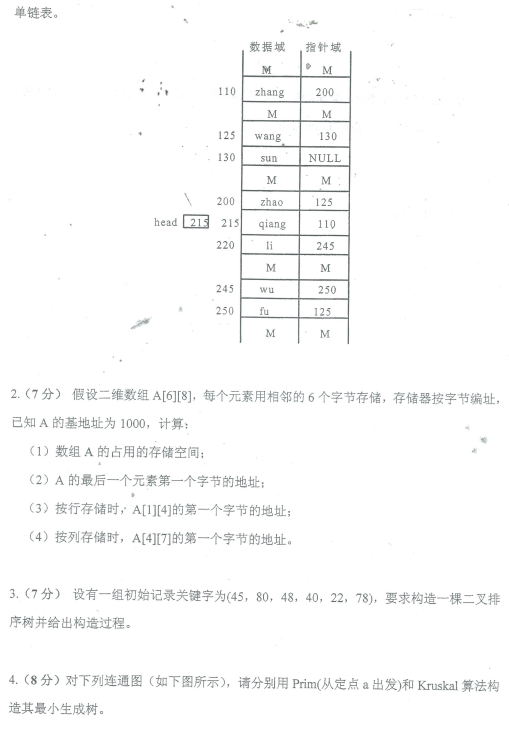 单链表。
数据域 指针域
M M
110 zhang 200
M M
125 wang 130
130 sun NULL
M M
200 zhao 125
head 215 215 qiang 110
220 li 245
M M
245 wu 250
250 fu 125
M M
2.（7 分） 假设二维数组 A[6][8]，每个元素用相邻的 6 个字节存储，存储器按字节编址，
已知 A 的基地址为 1000，计算：
（1）数组 A 的占用的存储空间；
（2）A 的最后一个元素第一个字节的地址；
（3）按行存储时，A[1][4]的第一个字节的地址；
（4）按列存储时，A[4][7]的第一个字节的地址。
3.（7 分） 设有一组初始记录关键字为(45，80，48，40，22，78)，要求构造一棵二叉排
序树并给出构造过程。
4.（8 分）对下列连通图（如下图所示），请分别用 Prim(从定点 a 出发)和 Kruskal 算法构
造其最小生成树。